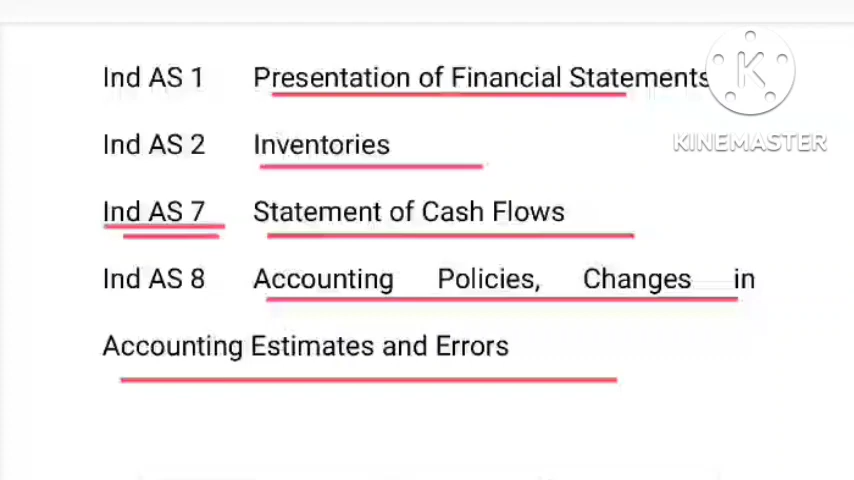 Ind AS 1 Presentation of Financial Statements
KINEMASTER
Ind AS 2 Inventories
Ind AS 7 Statement of Cash Flows
Ind AS 8 Accounting Policies, Changes in
Accounting Estimates and Errors